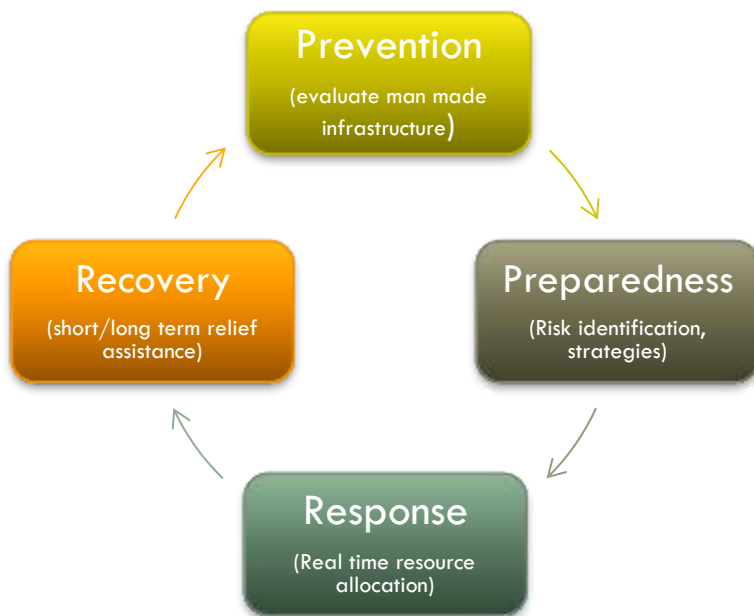 Prevention
(evaluate man made
infrastructure)
Preparedness
(Risk identification,
strategies)
Response
(Real time resource
allocation)
Recovery
(short/long term relief
assistance)